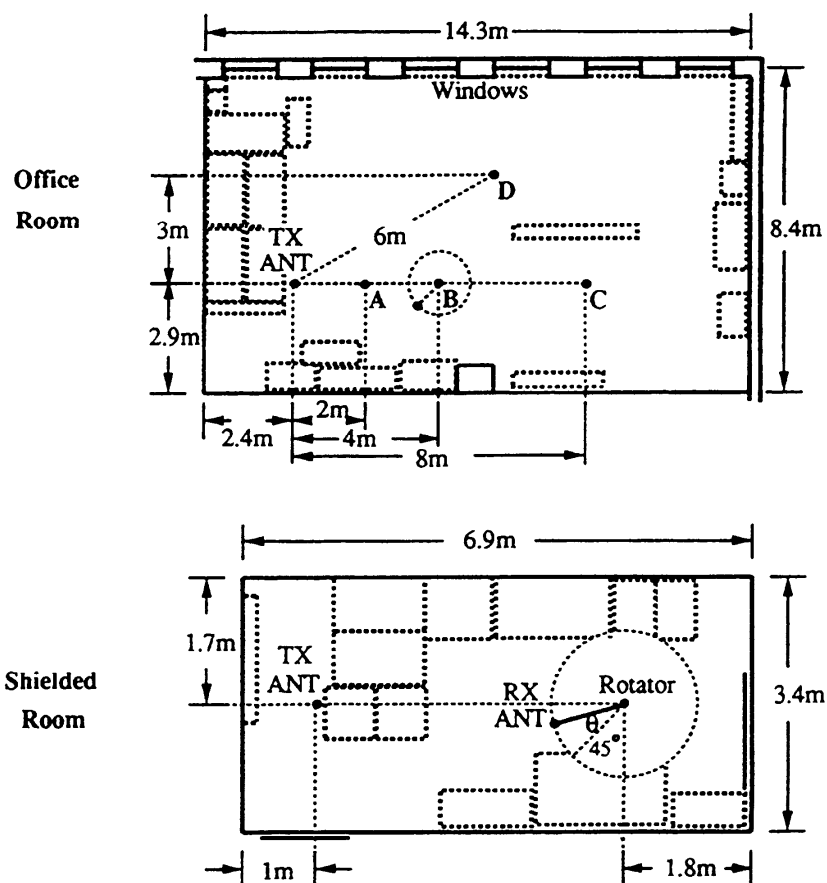 14.3m
Windows
Office
Room
D
3m
TX
ANT
6m
8.4m
A
B
C
2.9m
2m
2.4m
4m
8m
6.9m
1.7m
TX
ANT
Shielded
Room
RX
ANT
Rotator
θ
45°
3.4m
1m
1.8m